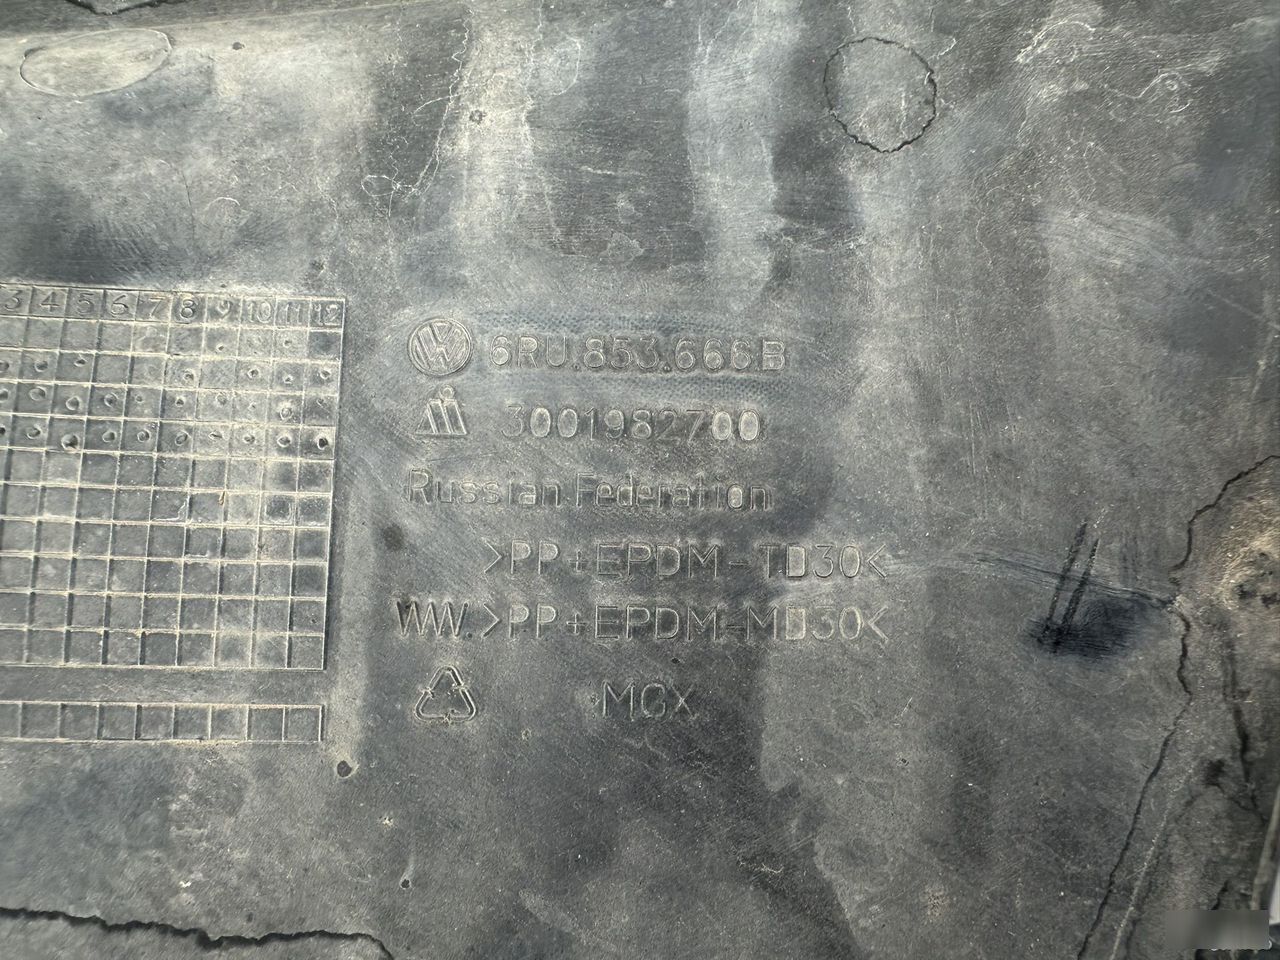 3 4 5 6 7 8 9 10 11 12
6RU.853.666.B
3001982700
Russian Federation
>PP+EPDM-TD30<
WW.>PP+EPDM-MD30<
MGX